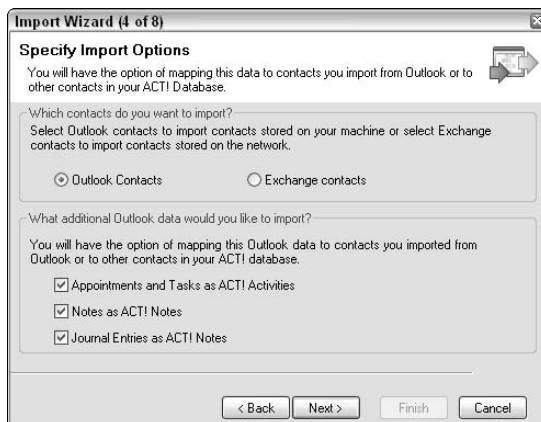 Import Wizard (4 of 8)
Specify Import Options
You will have the option of mapping this data to contacts you import from Outlook or to
other contacts in your ACT! Database.
Which contacts do you want to import?
Select Outlook contacts to import contacts stored on your machine or select Exchange
contacts to import contacts stored on the network.
Outlook Contacts
Exchange contacts
What additional Outlook data would you like to import?
You will have the option of mapping this Outlook data to contacts you imported from
Outlook or to other contacts in your ACT! database.
Appointments and Tasks as ACT! Activities
Notes as ACT! Notes
Journal Entries as ACT! Notes
< Back
Next >
Finish
Cancel